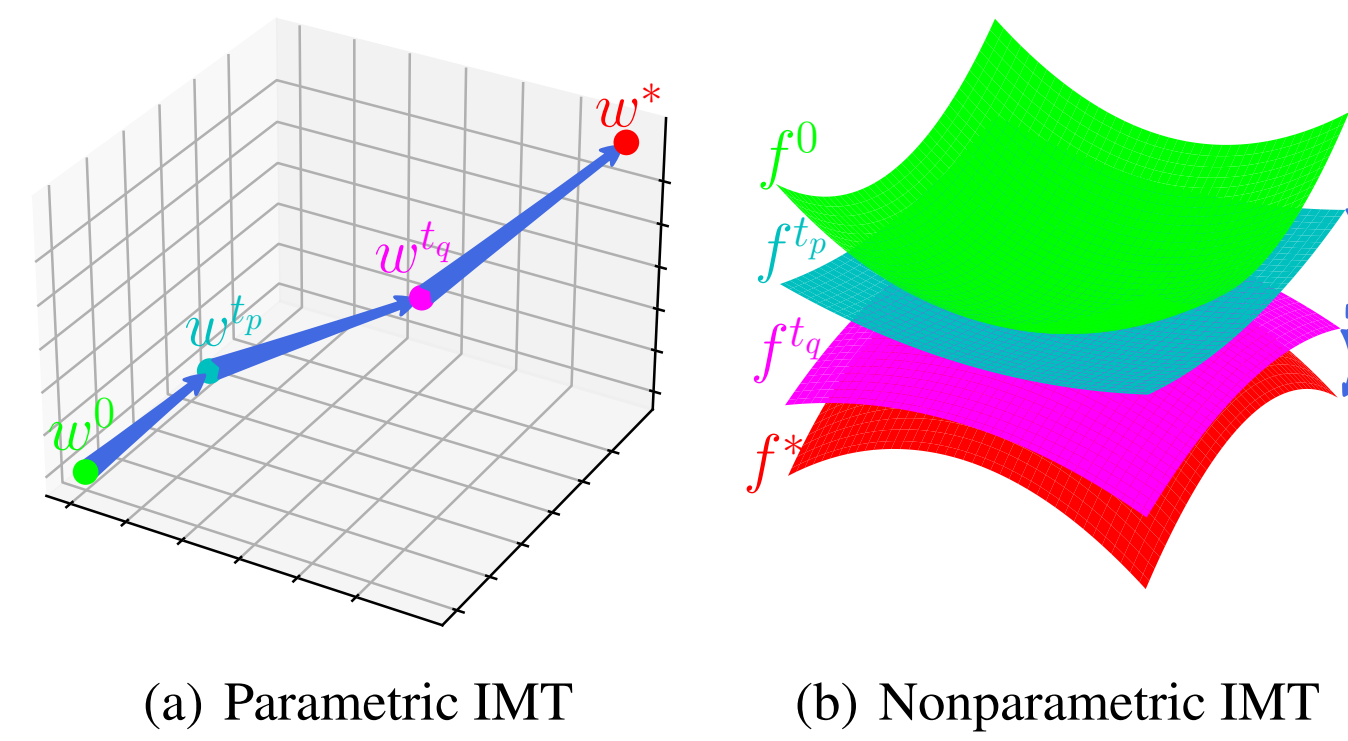 w^*
w^{t_q}
w^{t_p}
w^0
f^0
f^{t_p}
f^{t_q}
f^*
(a) Parametric IMT
(b) Nonparametric IMT